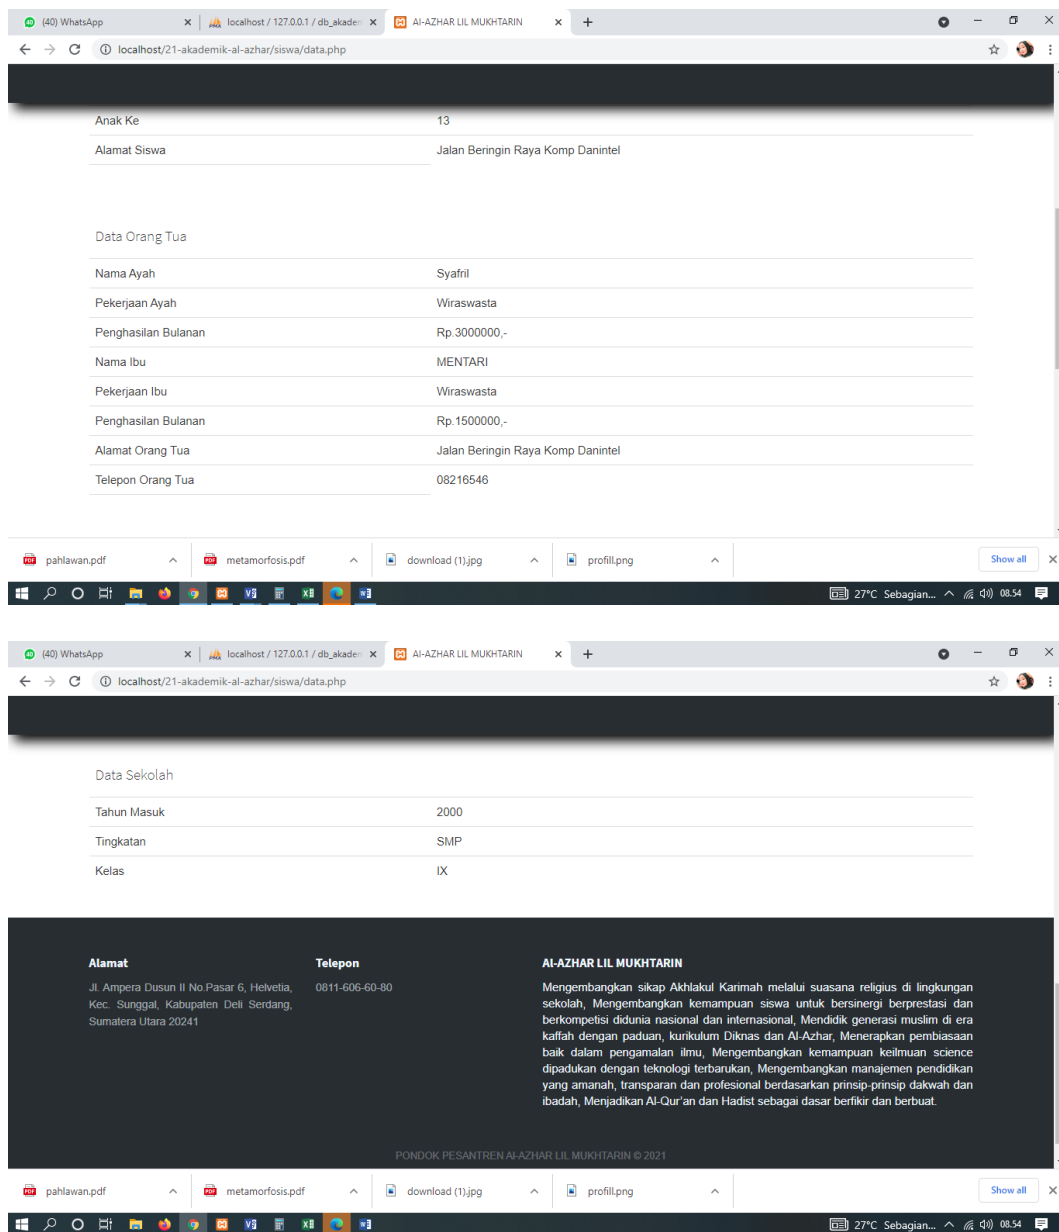 (40) WhatsApp
localhost / 127.0.0.1 / db_akadem
Al-AZHAR LIL MUKHTARIN
localhost/21-akademik-al-azhar/siswa/data.php
Anak Ke 13
Alamat Siswa Jalan Beringin Raya Komp Danintel
Data Orang Tua
Nama Ayah Syafril
Pekerjaan Ayah Wiraswasta
Penghasilan Bulanan Rp.3000000,-
Nama Ibu MENTARI
Pekerjaan Ibu Wiraswasta
Penghasilan Bulanan Rp.1500000,-
Alamat Orang Tua Jalan Beringin Raya Komp Danintel
Telepon Orang Tua 08216546
pahlawan.pdf metamorfosis.pdf download (1).jpg profill.png Show all
27°C Sebagian... 08.54
(40) WhatsApp
localhost / 127.0.0.1 / db_akadem
Al-AZHAR LIL MUKHTARIN
localhost/21-akademik-al-azhar/siswa/data.php
Data Sekolah
Tahun Masuk 2000
Tingkatan SMP
Kelas IX
Alamat
Jl. Ampera Dusun II No.Pasar 6, Helvetia,
Kec. Sunggal, Kabupaten Deli Serdang,
Sumatera Utara 20241
Telepon
0811-606-60-80
Al-AZHAR LIL MUKHTARIN
Mengembangkan sikap Akhlakul Karimah melalui suasana religius di lingkungan
sekolah, Mengembangkan kemampuan siswa untuk bersinergi berprestasi dan
berkompetisi didunia nasional dan internasional, Mendidik generasi muslim di era
kaffah dengan paduan, kurikulum Diknas dan Al-Azhar, Menerapkan pembiasaan
baik dalam pengamalan ilmu, Mengembangkan kemampuan keilmuan science
dipadukan dengan teknologi terbarukan, Mengembangkan manajemen pendidikan
yang amanah, transparan dan profesional berdasarkan prinsip-prinsip dakwah dan
ibadah, Menjadikan Al-Qur'an dan Hadist sebagai dasar berfikir dan berbuat.
PONDOK PESANTREN Al-AZHAR LIL MUKHTARIN © 2021
pahlawan.pdf metamorfosis.pdf download (1).jpg profill.png Show all
27°C Sebagian... 08.54